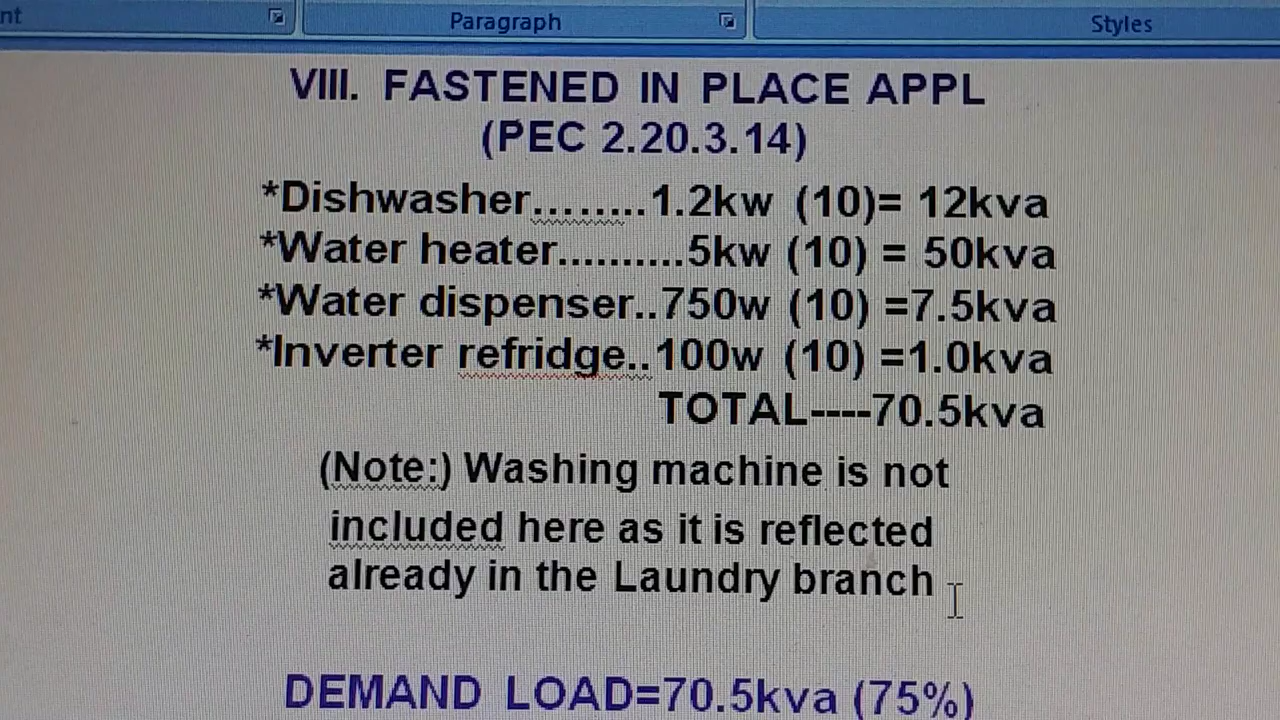 nt
Paragraph
Styles
VIII. FASTENED IN PLACE APPL
(PEC 2.20.3.14)
*Dishwasher........1.2kw (10)= 12kva
*Water heater..........5kw (10) = 50kva
*Water dispenser..750w (10) =7.5kva
*Inverter refridge..100w (10) =1.0kva
TOTAL----70.5kva
(Note:) Washing machine is not
included here as it is reflected
already in the Laundry branch
DEMAND LOAD=70.5kva (75%)